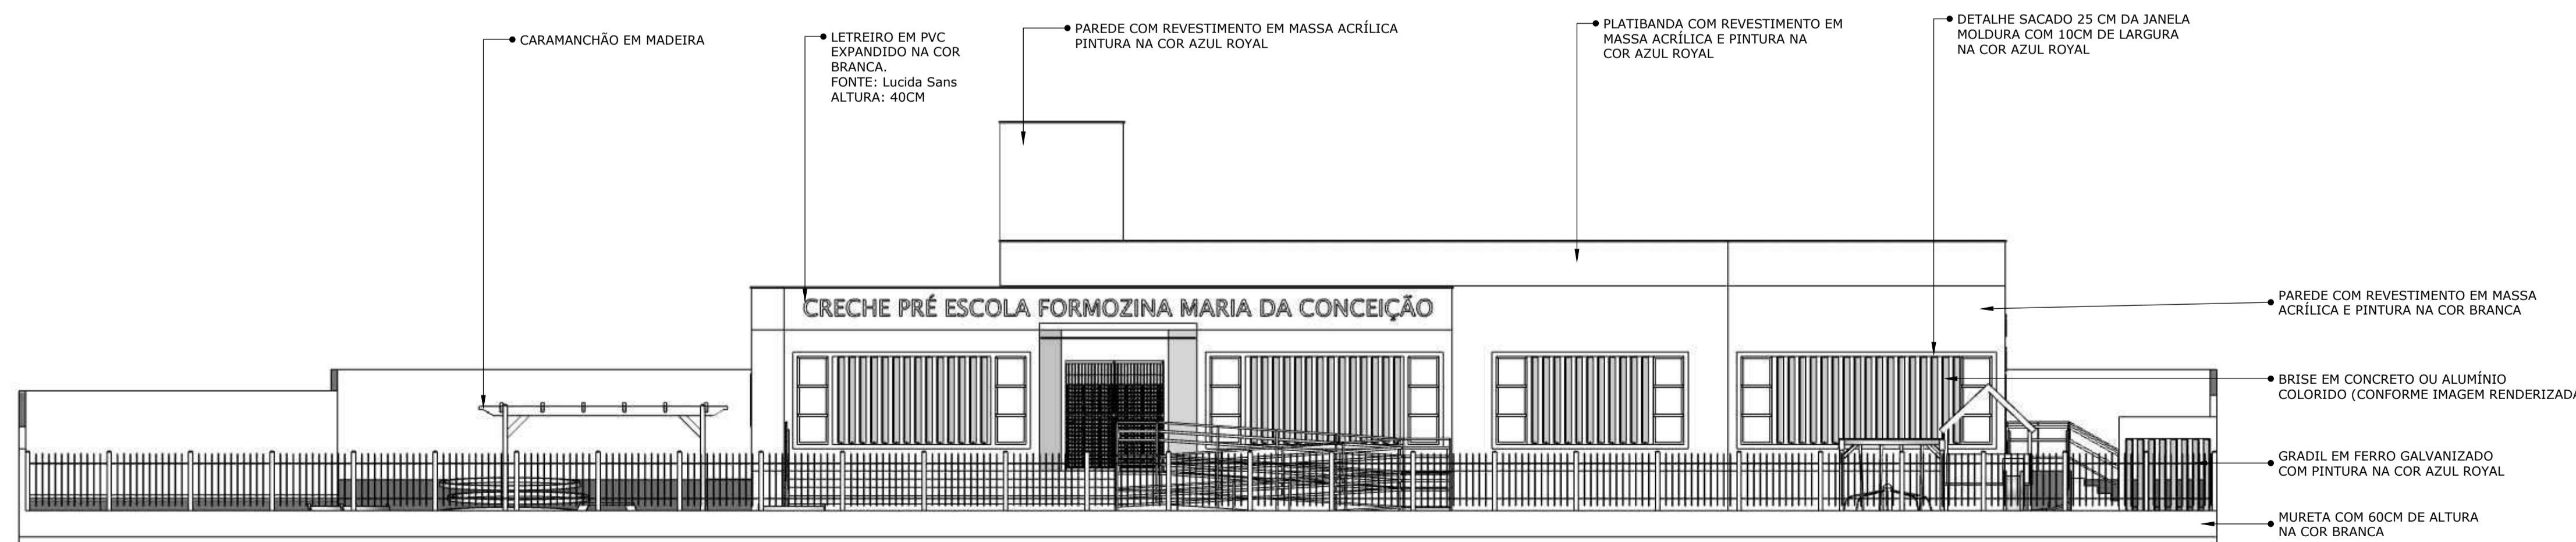 CARAMANCHÃO EM MADEIRA
LETREIRO EM PVC
EXPANDIDO NA COR
BRANCA.
FONTE: Lucida Sans
ALTURA: 40CM
PAREDE COM REVESTIMENTO EM MASSA ACRÍLICA
PINTURA NA COR AZUL ROYAL
PLATIBANDA COM REVESTIMENTO EM
MASSA ACRÍLICA E PINTURA NA
COR AZUL ROYAL
DETALHE SACADO 25 CM DA JANELA
MOLDURA COM 10CM DE LARGURA
NA COR AZUL ROYAL
CRECHE PRÉ ESCOLA FORMOZINA MARIA DA CONCEIÇÃO
PAREDE COM REVESTIMENTO EM MASSA
ACRÍLICA E PINTURA NA COR BRANCA
BRISE EM CONCRETO OU ALUMÍNIO
COLORIDO (CONFORME IMAGEM RENDERIZADA
GRADIL EM FERRO GALVANIZADO
COM PINTURA NA COR AZUL ROYAL
MURETA COM 60CM DE ALTURA
NA COR BRANCA